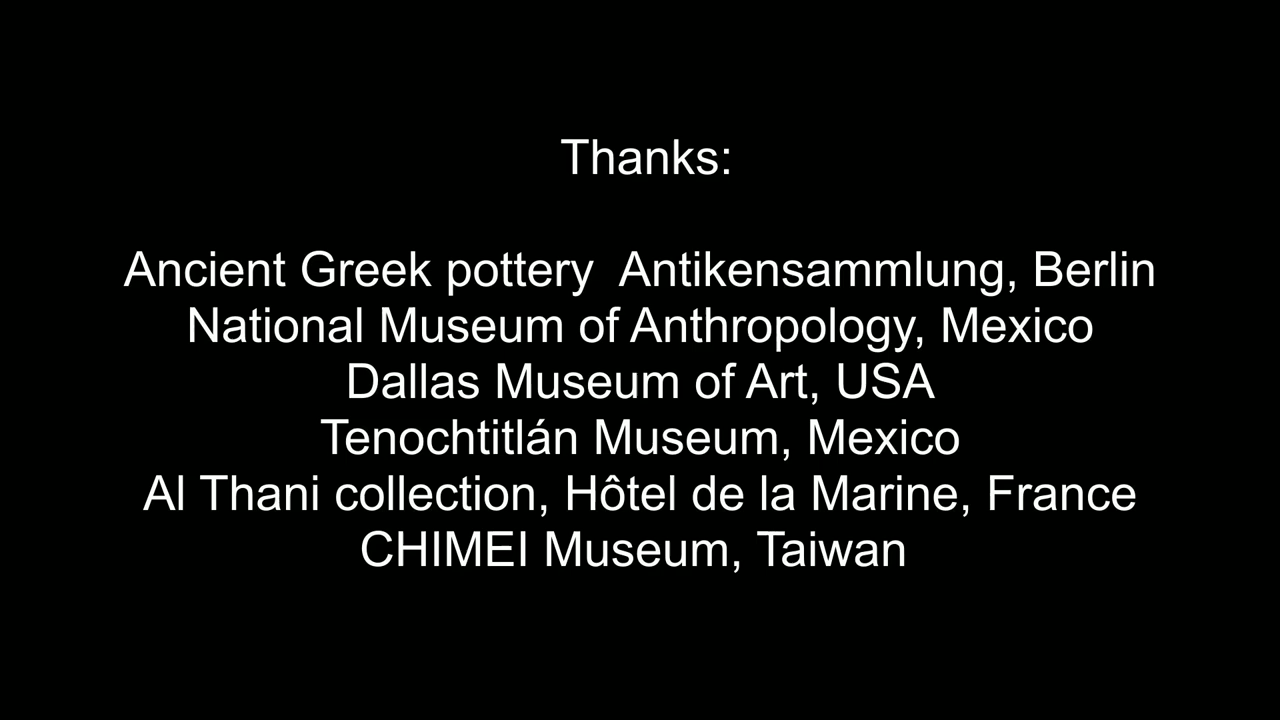 Thanks:
Ancient Greek pottery  Antikensammlung, Berlin
National Museum of Anthropology, Mexico
Dallas Museum of Art, USA
Tenochtitlán Museum, Mexico
Al Thani collection, Hôtel de la Marine, France
CHIMEI Museum, Taiwan